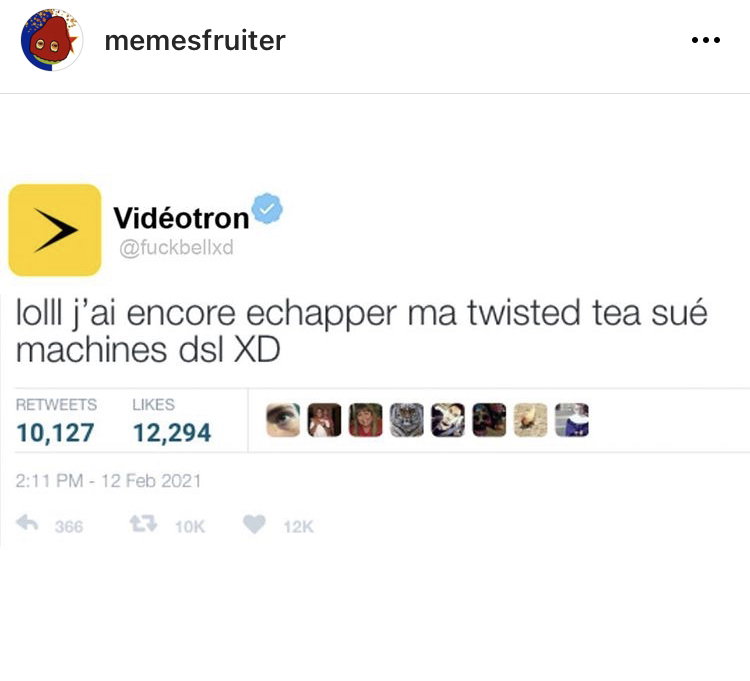 memesfruiter
Vidéotron
@fuckbellxd
lolll j'ai encore echapper ma twisted tea sué
machines dsl XD
RETWEETS LIKES
10,127 12,294
2:11 PM - 12 Feb 2021
366 10K 12K